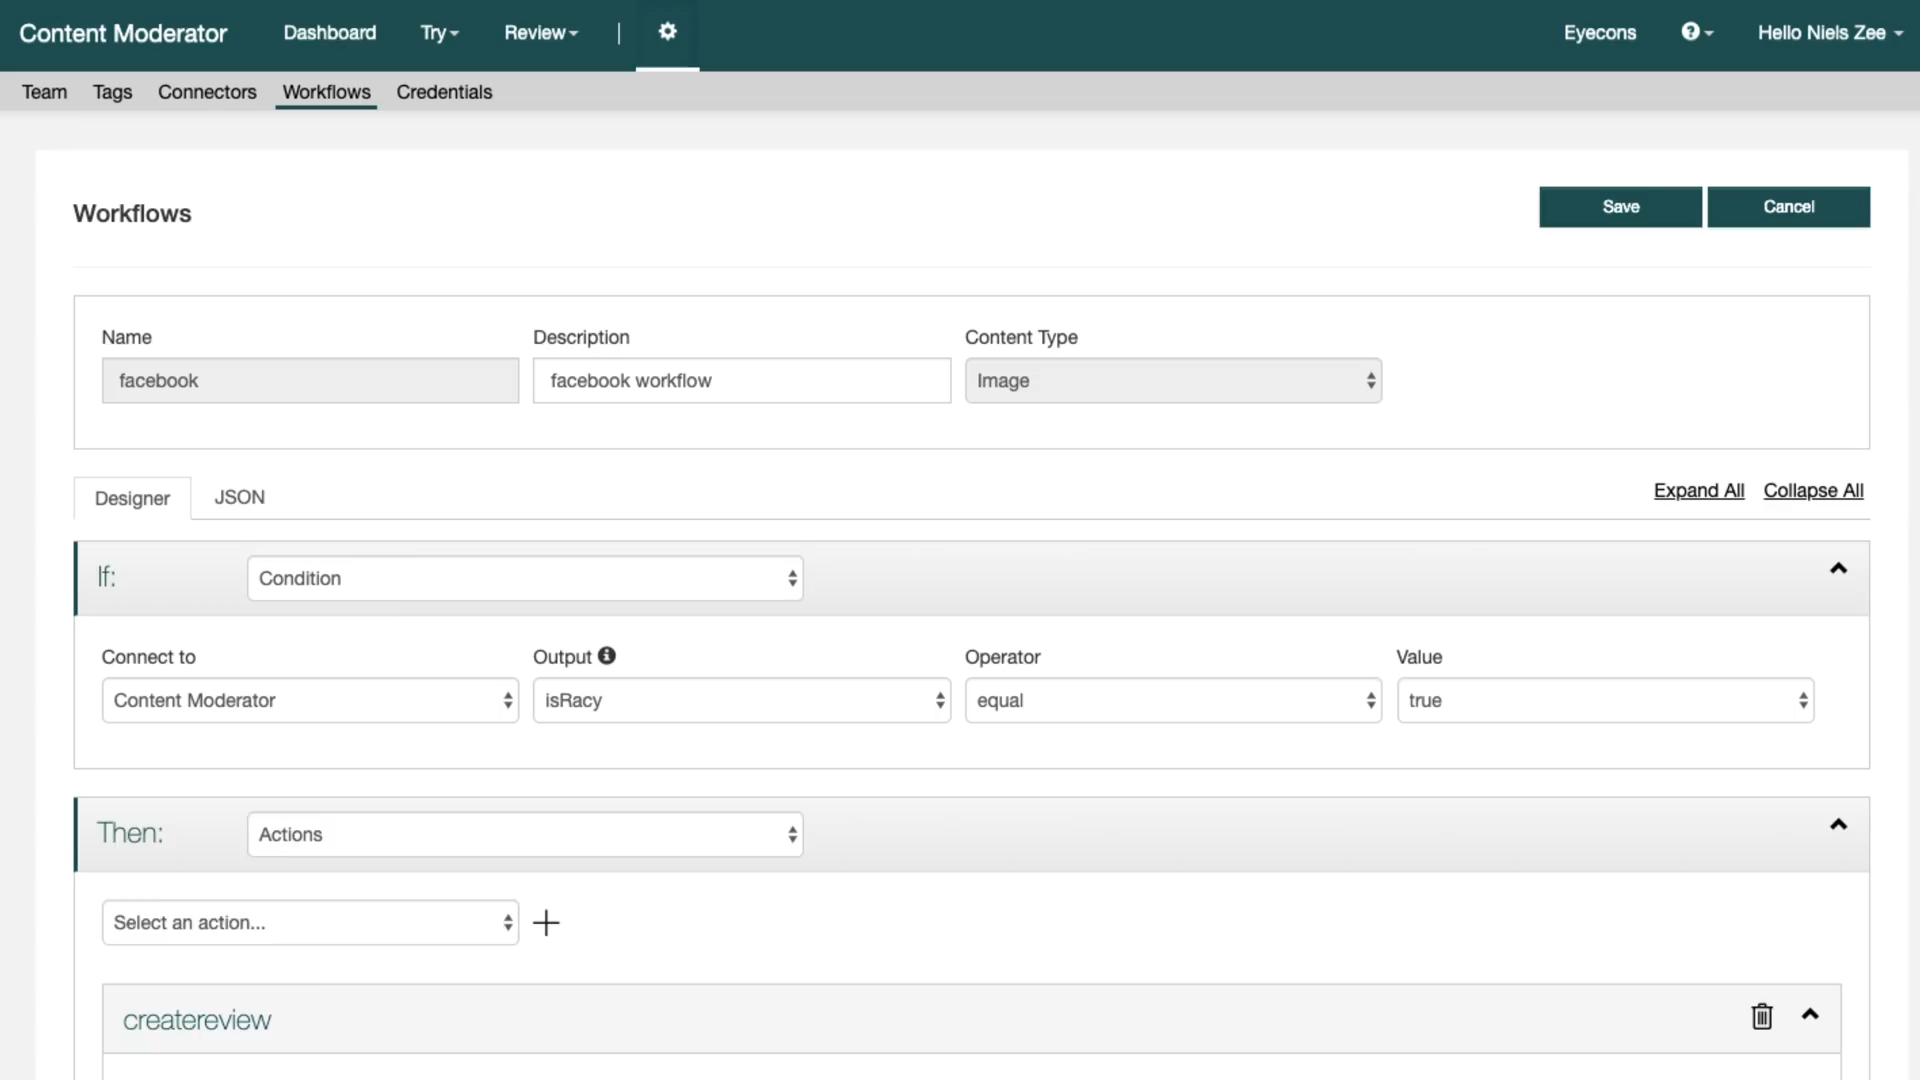 Content Moderator Dashboard Try Review | Eyecons Hello Niels Zee
Team Tags Connectors Workflows Credentials
Workflows Save Cancel
Name Description Content Type
facebook facebook workflow Image
Designer JSON Expand All Collapse All
If: Condition
Connect to Output Operator Value
Content Moderator isRacy equal true
Then: Actions
Select an action...
createreview